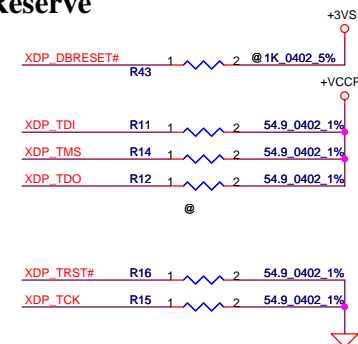 Reserve
+3VS
XDP_DBRESET# 1 2 @ 1K_0402_5%
R43
+VCCP
XDP_TDI R11 1 2 54.9_0402_1%
XDP_TMS R14 1 2 54.9_0402_1%
XDP_TDO R12 1 2 54.9_0402_1%
@
XDP_TRST# R16 1 2 54.9_0402_1%
XDP_TCK R15 1 2 54.9_0402_1%